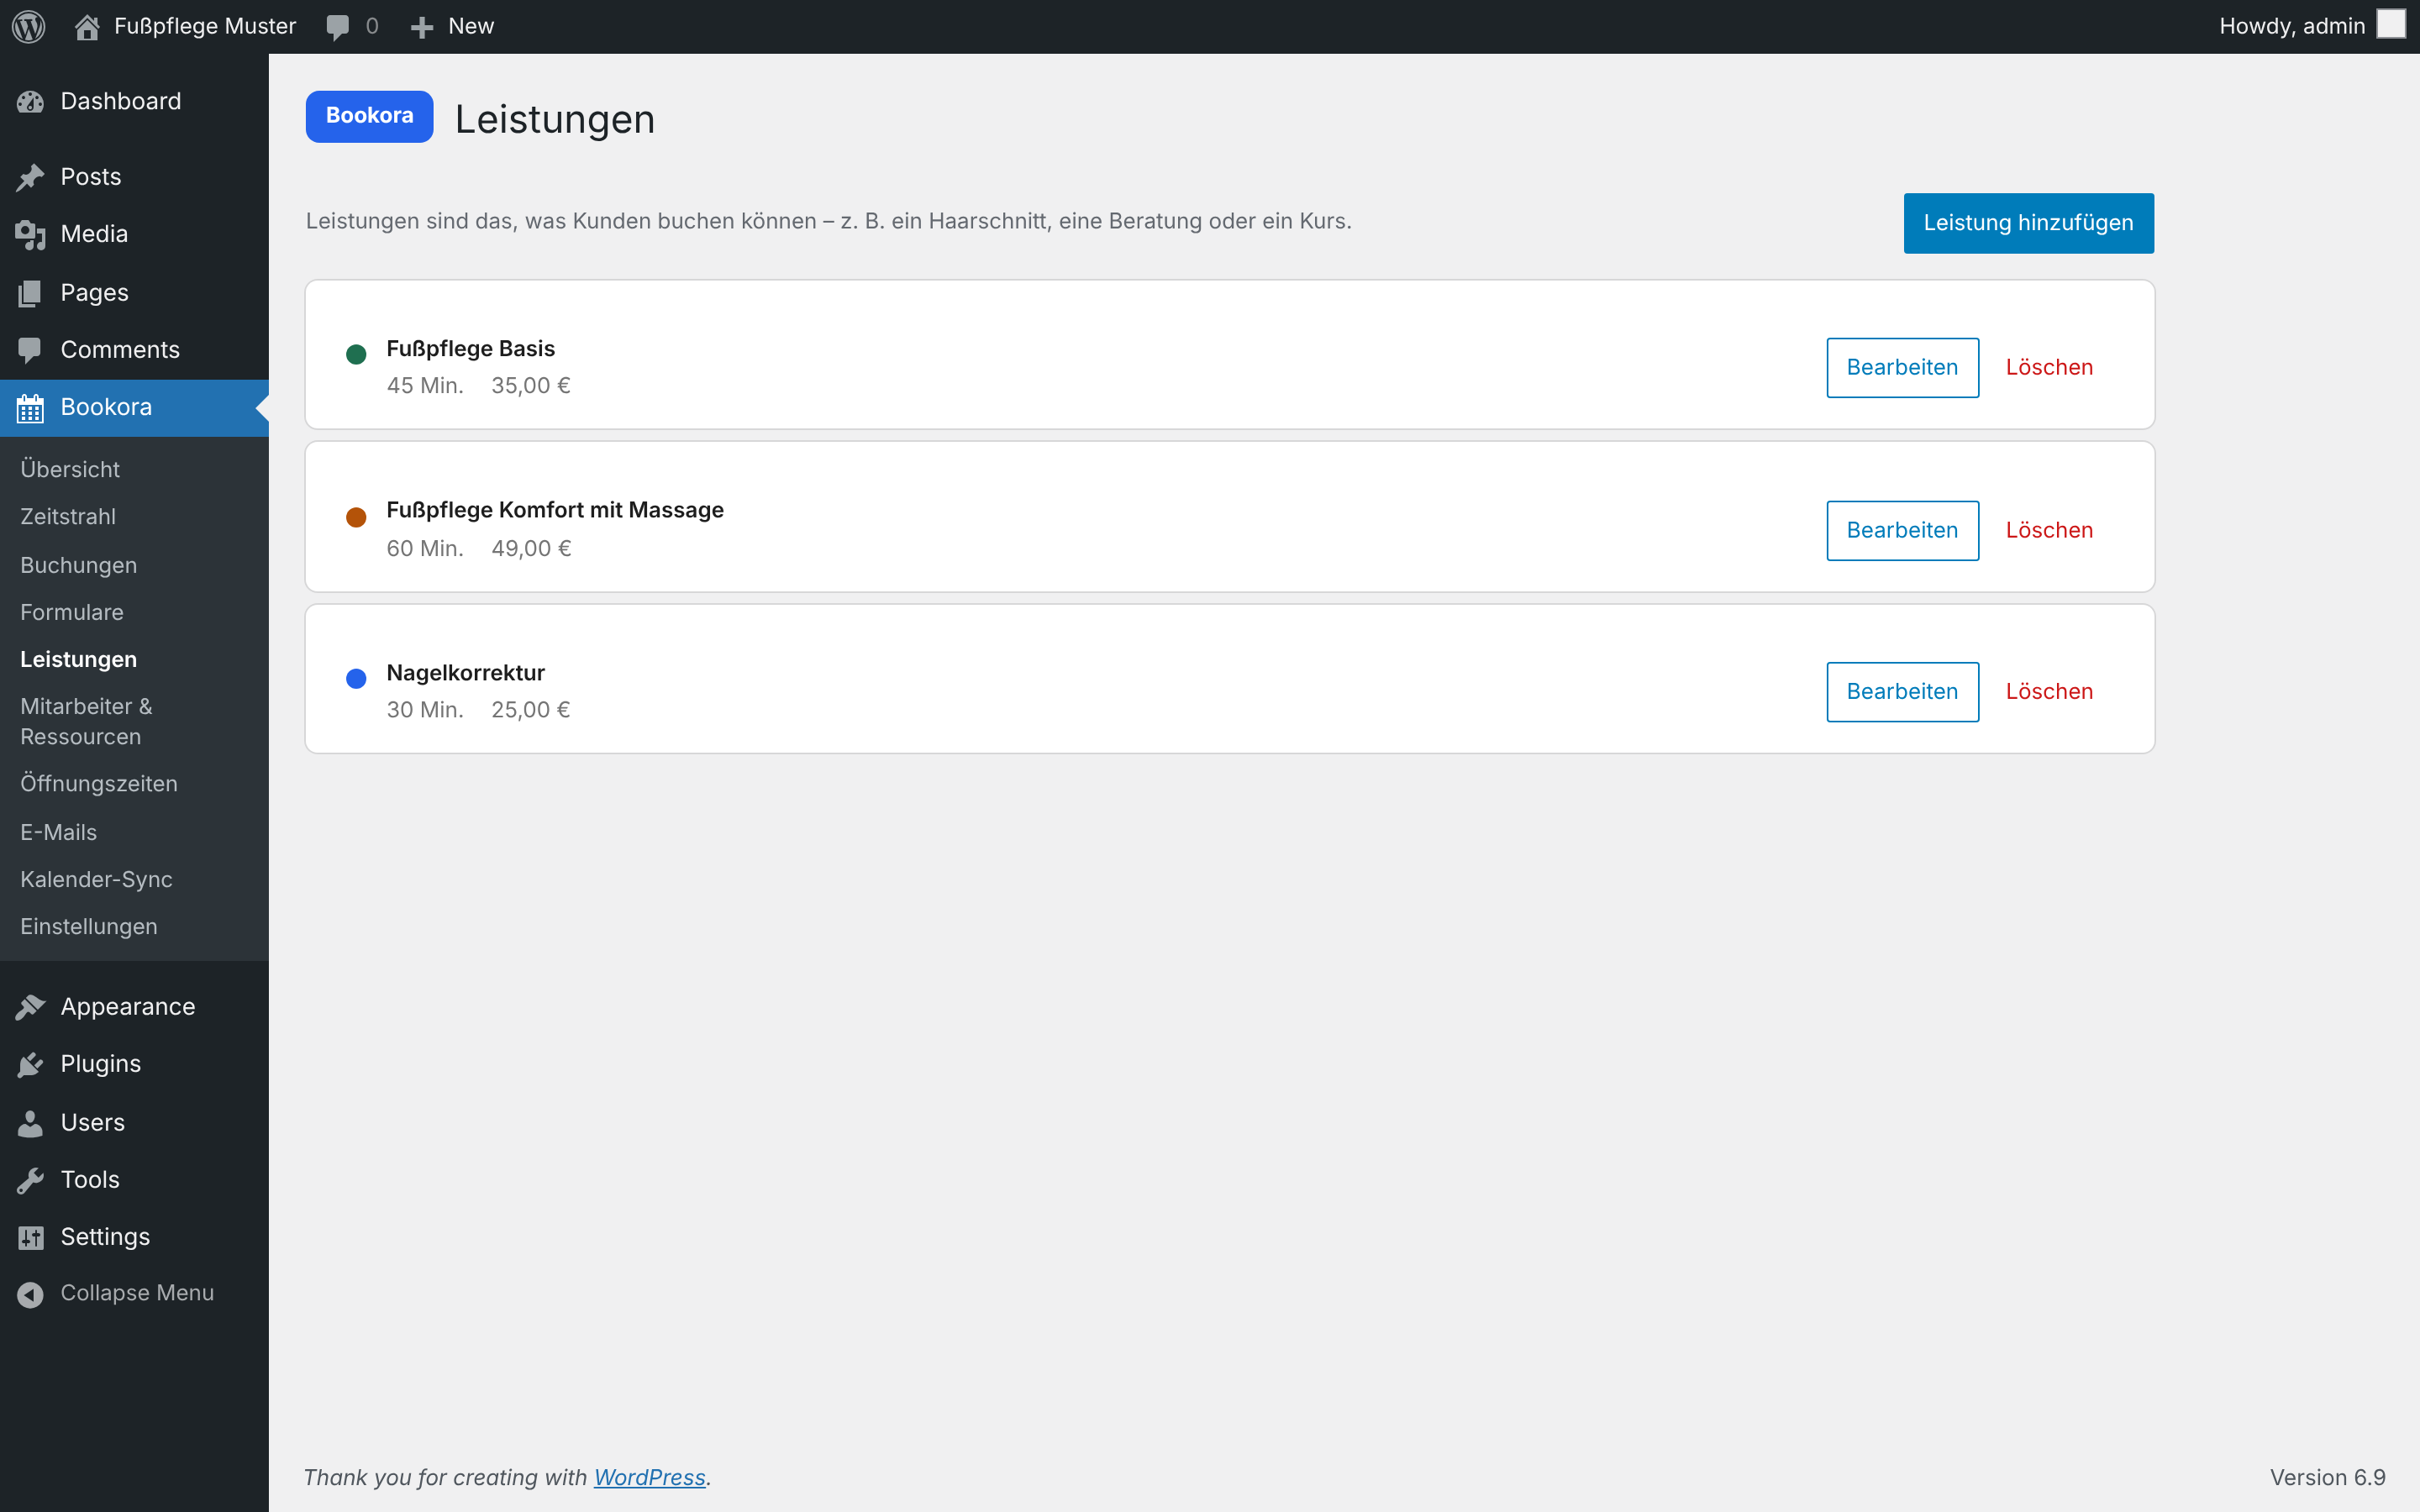 Fußpflege Muster
0
New
Howdy, admin
Dashboard
Posts
Media
Pages
Comments
Bookora
Übersicht
Zeitstrahl
Buchungen
Formulare
Leistungen
Mitarbeiter &
Ressourcen
Öffnungszeiten
E-Mails
Kalender-Sync
Einstellungen
Appearance
Plugins
Users
Tools
Settings
Collapse Menu
Bookora
Leistungen
Leistungen sind das, was Kunden buchen können – z. B. ein Haarschnitt, eine Beratung oder ein Kurs.
Leistung hinzufügen
Fußpflege Basis
45 Min. 35,00 €
Bearbeiten
Löschen
Fußpflege Komfort mit Massage
60 Min. 49,00 €
Bearbeiten
Löschen
Nagelkorrektur
30 Min. 25,00 €
Bearbeiten
Löschen
Thank you for creating with WordPress.
Version 6.9